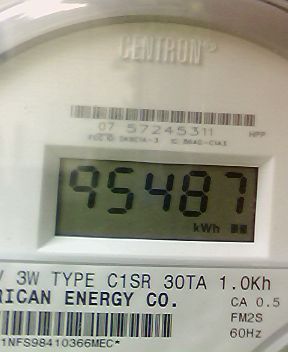 CENTRON®
07 57245311 HPP
95487
kWh
V 3W TYPE C1SR 30TA 1.0Kh
RICAN ENERGY CO. CA 0.5
FM2S
1NFS98410366MEC* 60Hz